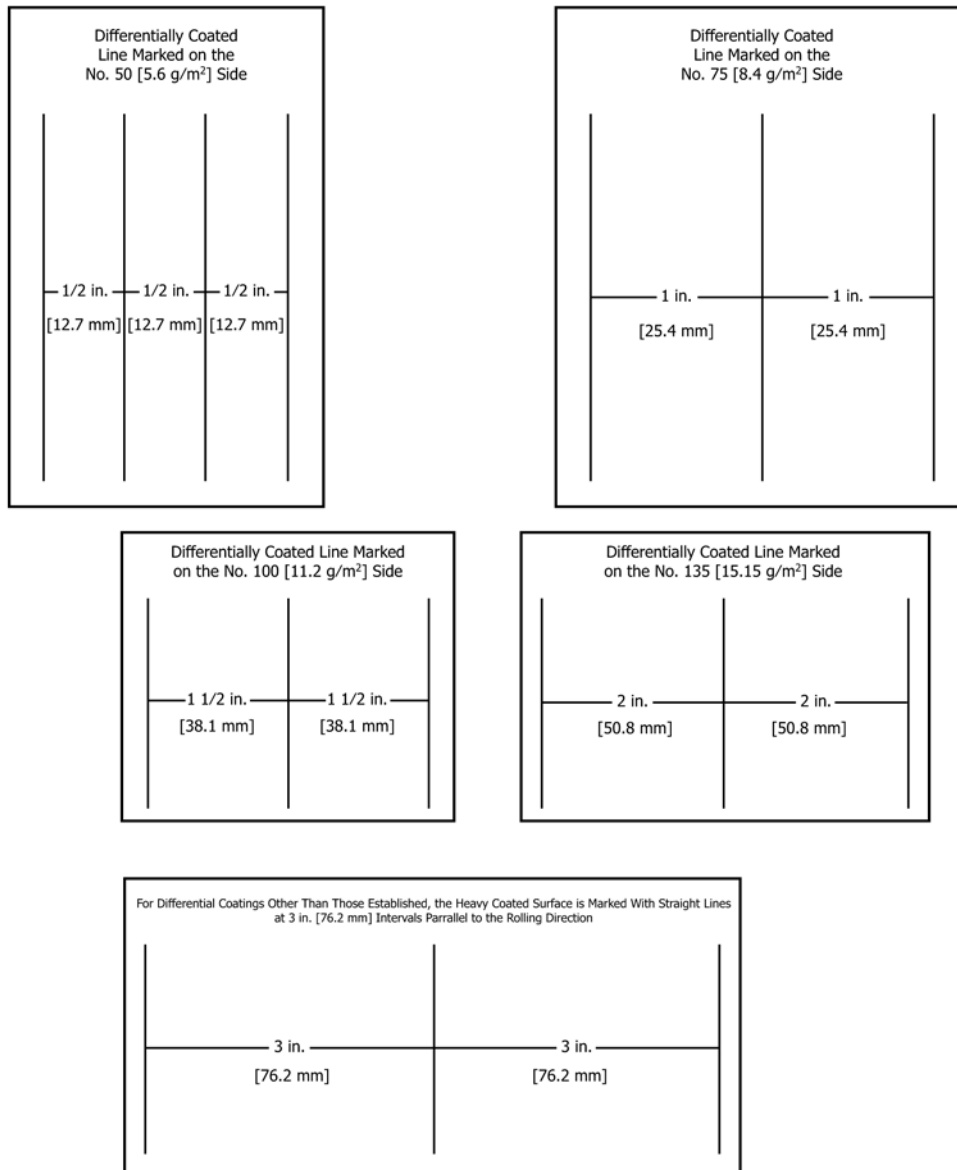 Differentially Coated
Line Marked on the
No. 50 [5.6 g/m²] Side
1/2 in. 1/2 in. 1/2 in.
[12.7 mm] [12.7 mm] [12.7 mm]
Differentially Coated
Line Marked on the
No. 75 [8.4 g/m²] Side
1 in. 1 in.
[25.4 mm] [25.4 mm]
Differentially Coated Line Marked
on the No. 100 [11.2 g/m²] Side
1 1/2 in. 1 1/2 in.
[38.1 mm] [38.1 mm]
Differentially Coated Line Marked
on the No. 135 [15.15 g/m²] Side
2 in. 2 in.
[50.8 mm] [50.8 mm]
For Differential Coatings Other Than Those Established, the Heavy Coated Surface is Marked With Straight Lines
at 3 in. [76.2 mm] Intervals Parrallel to the Rolling Direction
3 in. 3 in.
[76.2 mm] [76.2 mm]